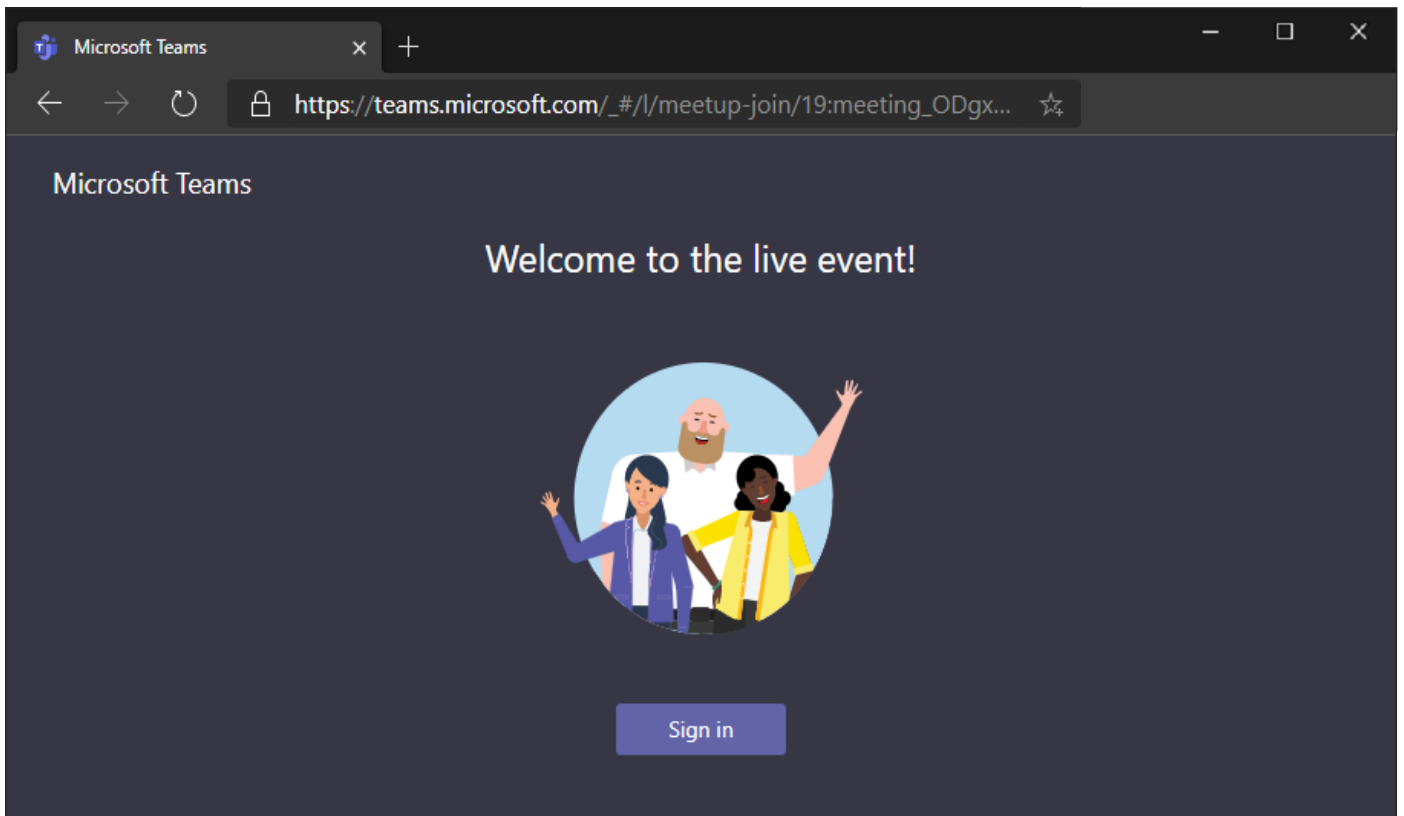 Microsoft Teams
https://teams.microsoft.com/_#/l/meetup-join/19:meeting_ODgx...
Microsoft Teams
Welcome to the live event!
Sign in